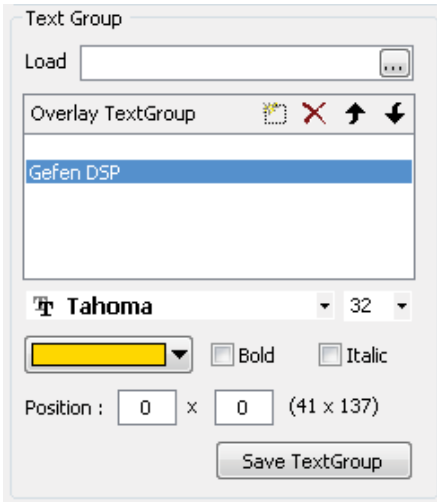 Text Group
Load ...
Overlay TextGroup
Gefen DSP
Tahoma 32
Bold Italic
Position : 0 x 0 (41 x 137)
Save TextGroup